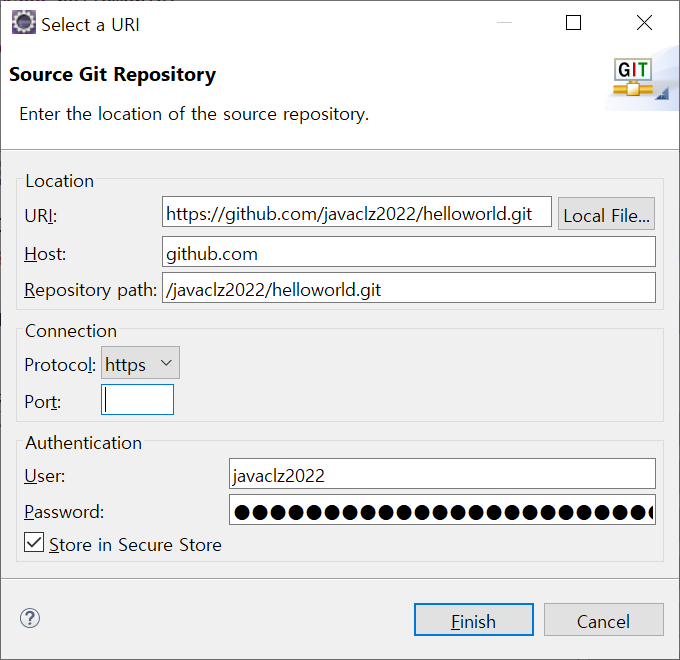 Select a URI
Source Git Repository
GIT
Enter the location of the source repository.
Location
URI: https://github.com/javaclz2022/helloworld.git Local File...
Host: github.com
Repository path: /javaclz2022/helloworld.git
Connection
Protocol: https
Port:
Authentication
User: javaclz2022
Password: ●●●●●●●●●●●●●●●●●●●●●●●●
Store in Secure Store
? Finish Cancel